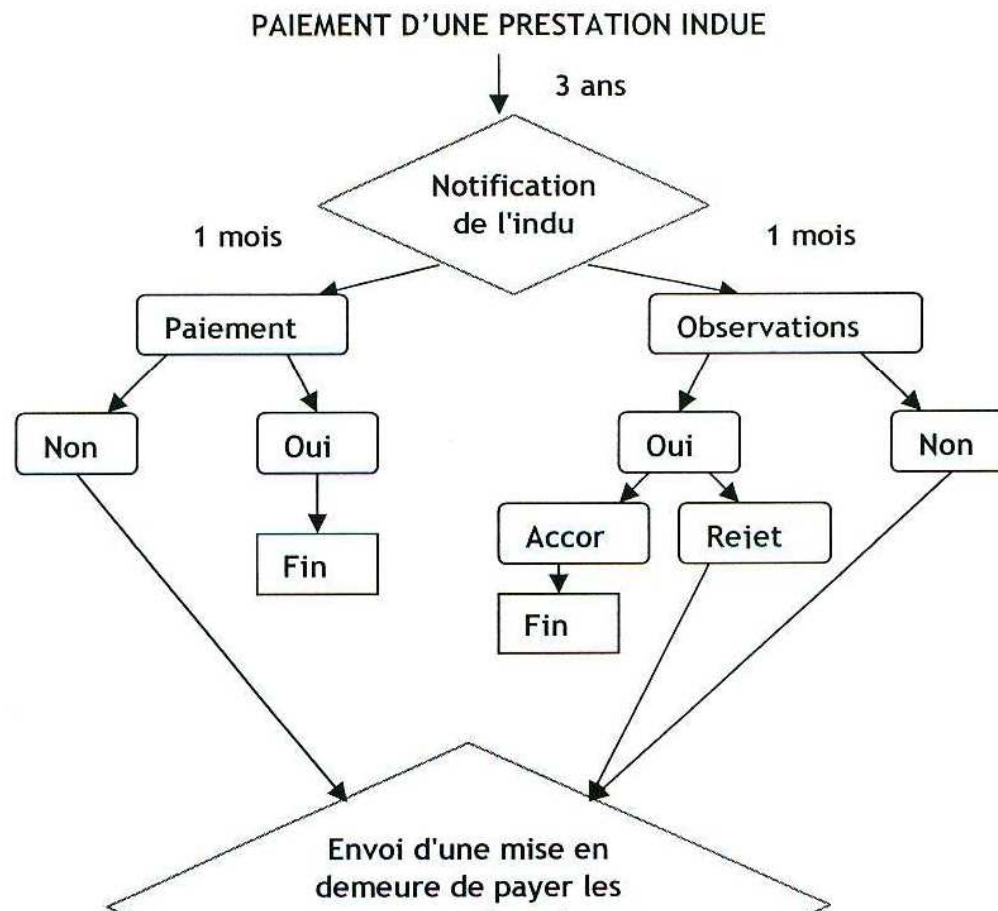 PAIEMENT D'UNE PRESTATION INDUE
3 ans
Notification
de l'indu
1 mois
1 mois
Paiement
Observations
Non
Oui
Oui
Non
Fin
Accor
Rejet
Fin
Envoi d'une mise en
demeure de payer les